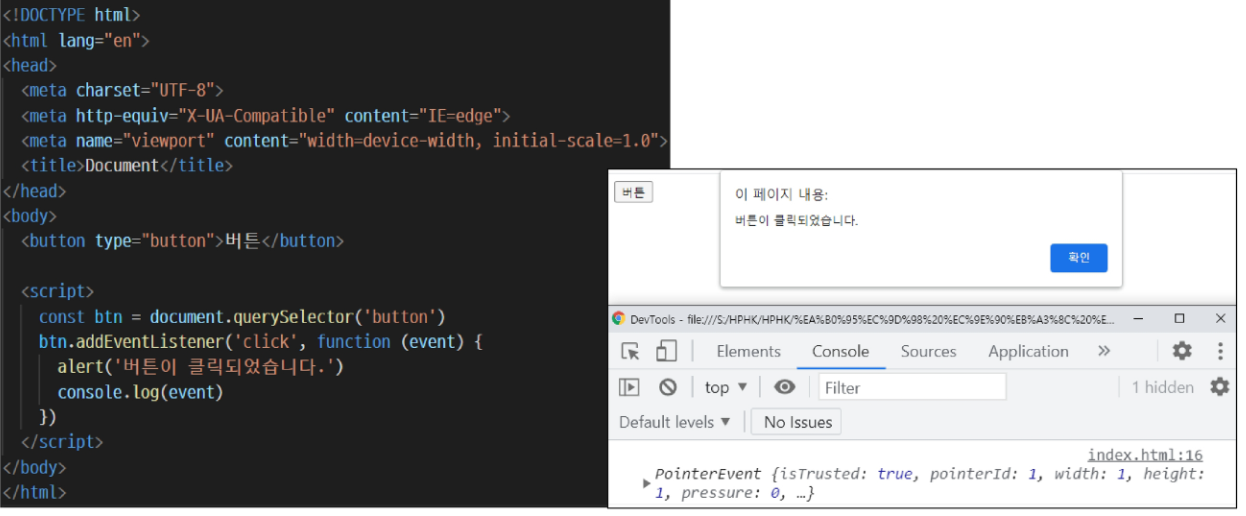 <!DOCTYPE html>
<html lang="en">
<head>
<meta charset="UTF-8">
<meta http-equiv="X-UA-Compatible" content="IE=edge">
<meta name="viewport" content="width=device-width, initial-scale=1.0">
<title>Document</title>
</head>
<body>
<button type="button">버튼</button>
<script>
const btn = document.querySelector('button')
btn.addEventListener('click', function (event) {
alert('버튼이 클릭되었습니다.')
console.log(event)
})
</script>
</body>
</html>
버튼
이 페이지 내용:
버튼이 클릭되었습니다.
확인
DevTools - file:///S:/HPHK/HPHK/%EA%B0%95%EC%9D%98%20%EC%9E%90%EB%A3%8C%20%E...
Elements Console Sources Application
top Filter 1 hidden
Default levels No Issues
index.html:16
PointerEvent {isTrusted: true, pointerId: 1, width: 1, height:
1, pressure: 0, …}